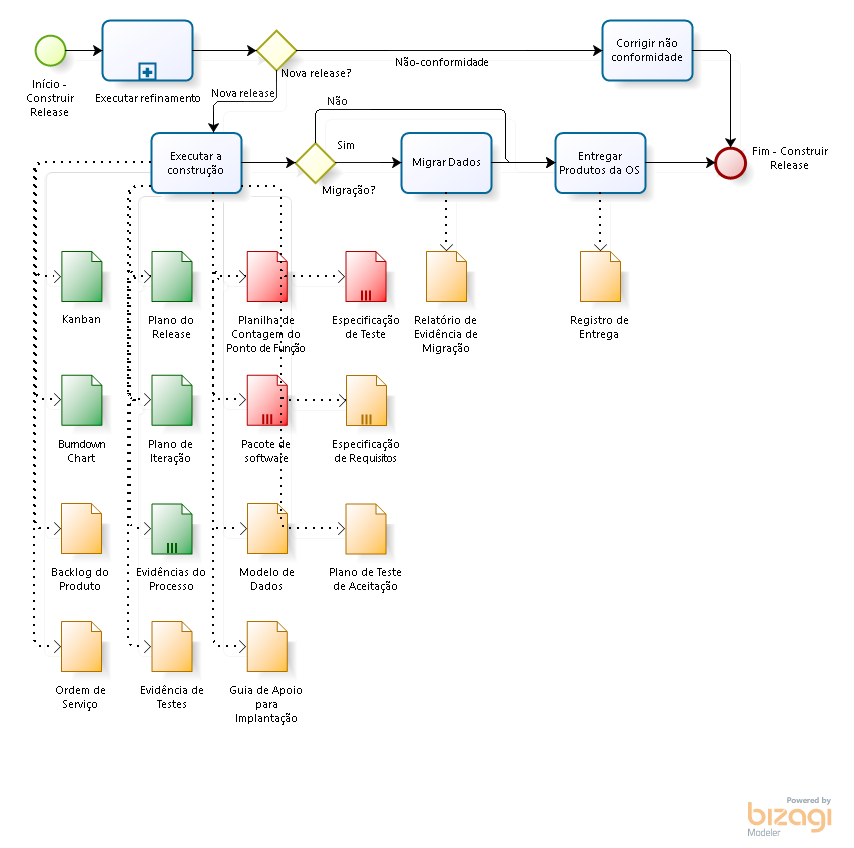 Início -
Construir
Release
Executar refinamento
Nova release?
Não-conformidade
Corrigir não
conformidade
Nova release
Não
Executar a
construção
Sim
Migração?
Migrar Dados
Entregar
Produtos da OS
Fim - Construir
Release
Kanban
Plano do
Release
Planilha de
Contagem do
Ponto de Função
Especificação
de Teste
Relatório de
Evidência de
Migração
Registro de
Entrega
Burndown
Chart
Plano de
Iteração
Pacote de
software
Especificação
de Requisitos
Backlog do
Produto
Evidências do
Processo
Modelo de
Dados
Plano de Teste
de Aceitação
Ordem de
Serviço
Evidência de
Testes
Guia de Apoio
para
Implantação
Powered by
bizagi
Modeler